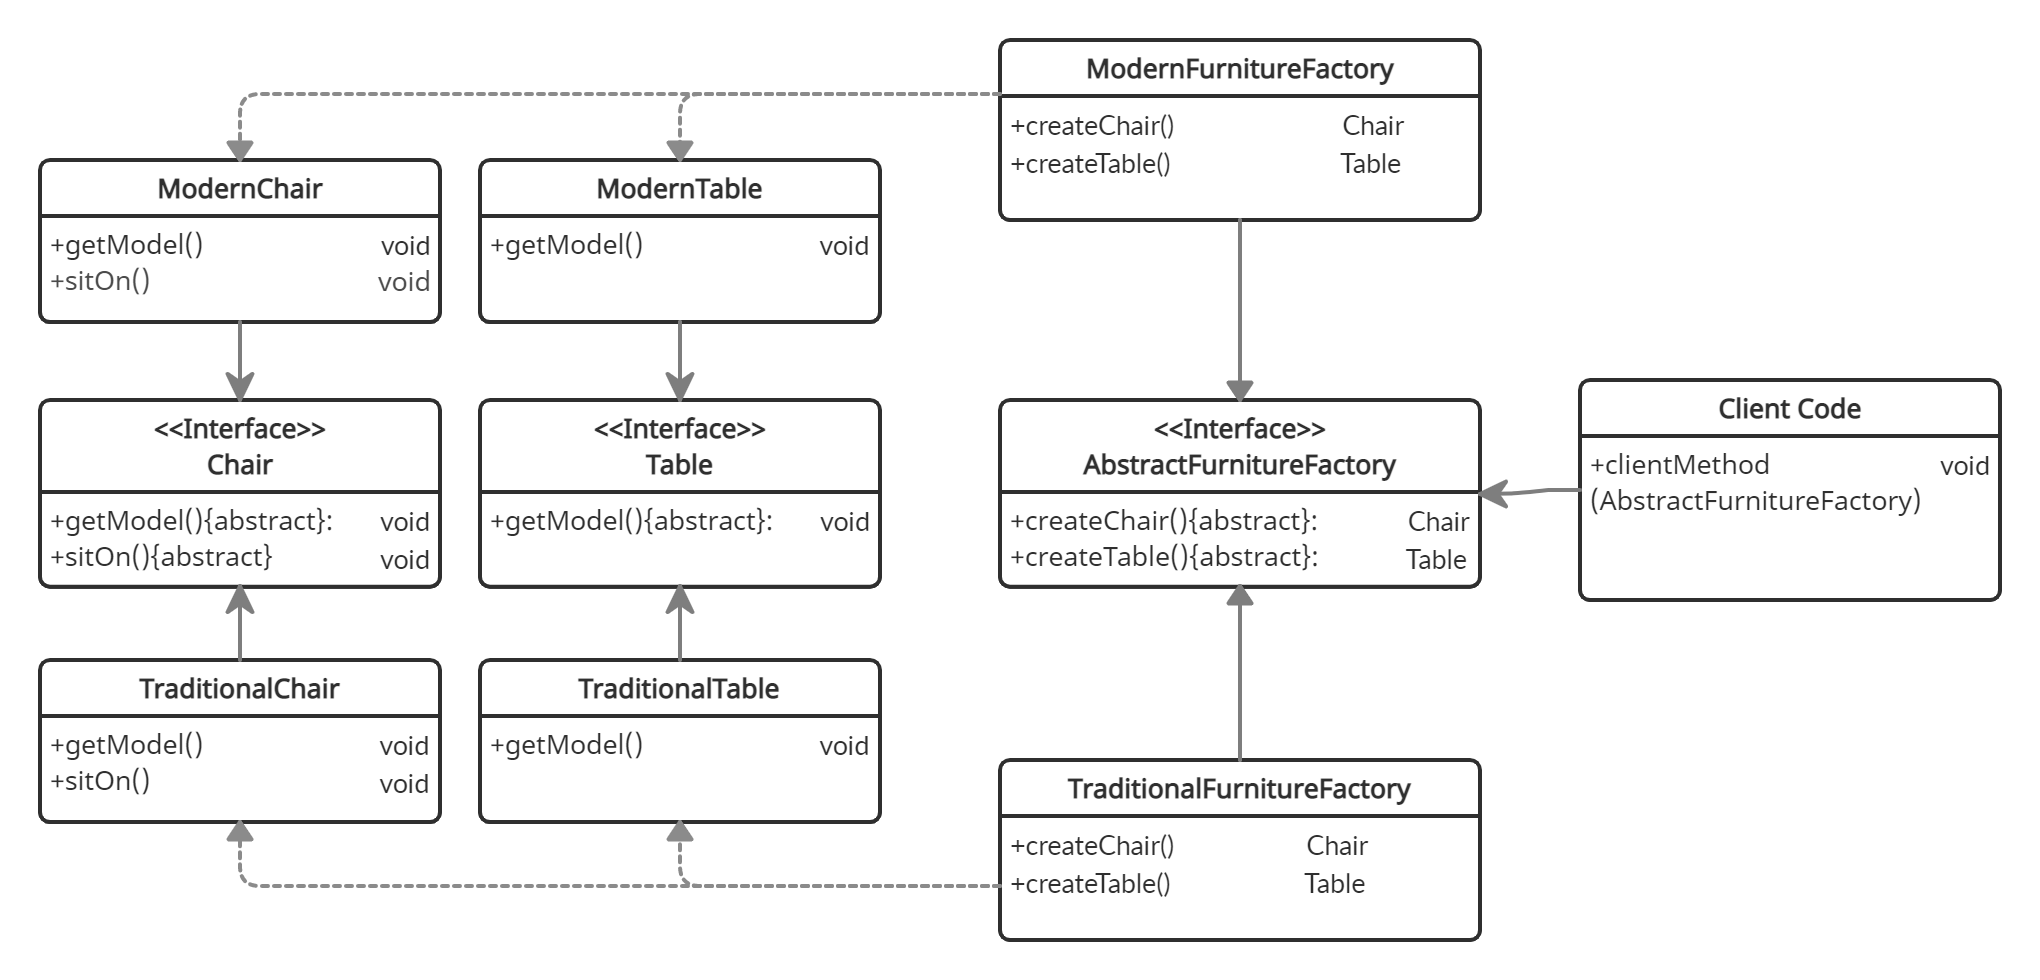 ModernFurnitureFactory
+createChair() Chair
+createTable() Table
ModernChair
+getModel() void
+sitOn() void
ModernTable
+getModel() void
<<Interface>>
Chair
+getModel(){abstract}: void
+sitOn(){abstract} void
<<Interface>>
Table
+getModel(){abstract}: void
<<Interface>>
AbstractFurnitureFactory
+createChair(){abstract}: Chair
+createTable(){abstract}: Table
Client Code
+clientMethod void
(AbstractFurnitureFactory)
TraditionalChair
+getModel() void
+sitOn() void
TraditionalTable
+getModel() void
TraditionalFurnitureFactory
+createChair() Chair
+createTable() Table